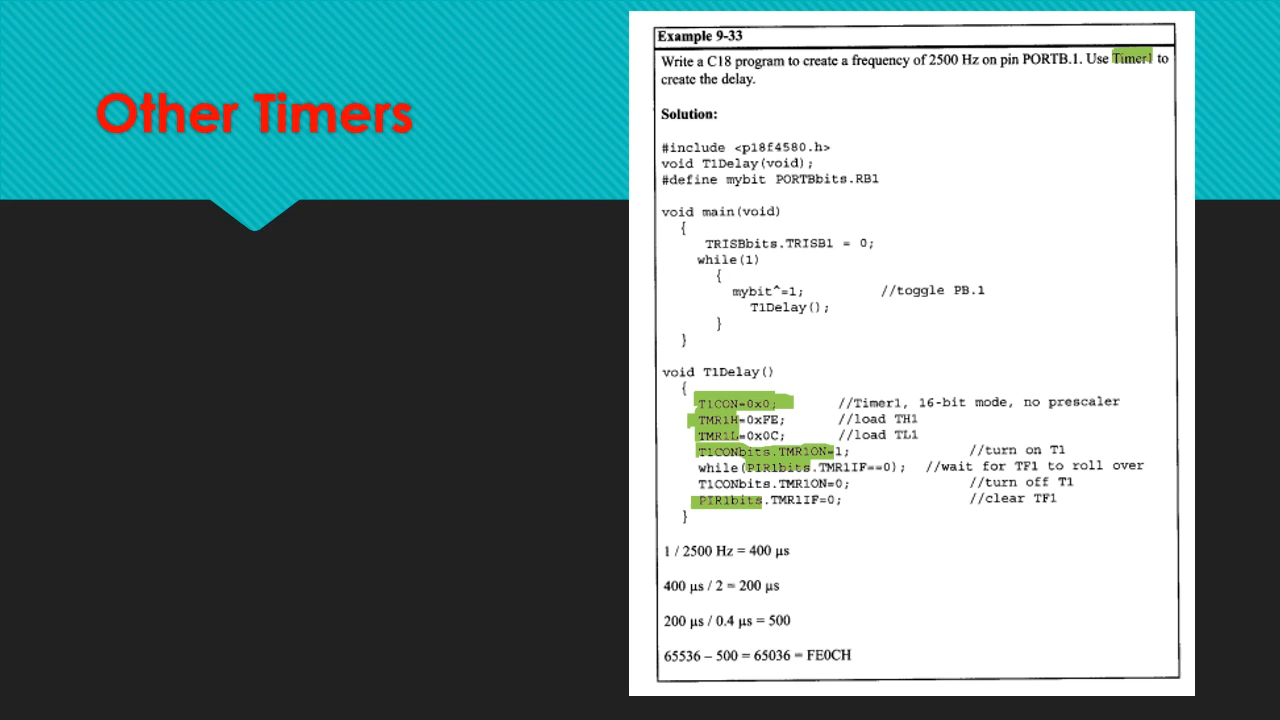 Other Timers
Example 9-33
Write a C18 program to create a frequency of 2500 Hz on pin PORTB.1. Use Timer1 to
create the delay.
Solution:
#include <p18f4580.h>
void T1Delay(void);
#define mybit PORTBbits.RB1
void main(void)
{
TRISBbits.TRISB1 = 0;
while(1)
{
mybit^=1; //toggle PB.1
T1Delay();
}
}
void T1Delay()
{
T1CON=0x0; //Timer1, 16-bit mode, no prescaler
TMR1H=0xFE; //load TH1
TMR1L=0x0C; //load TL1
T1CONbits.TMR1ON=1; //turn on T1
while(PIR1bits.TMR1IF==0); //wait for TF1 to roll over
T1CONbits.TMR1ON=0; //turn off T1
PIR1bits.TMR1IF=0; //clear TF1
}
1 / 2500 Hz = 400 µs
400 µs / 2 = 200 µs
200 µs / 0.4 µs = 500
65536 – 500 = 65036 = FE0CH